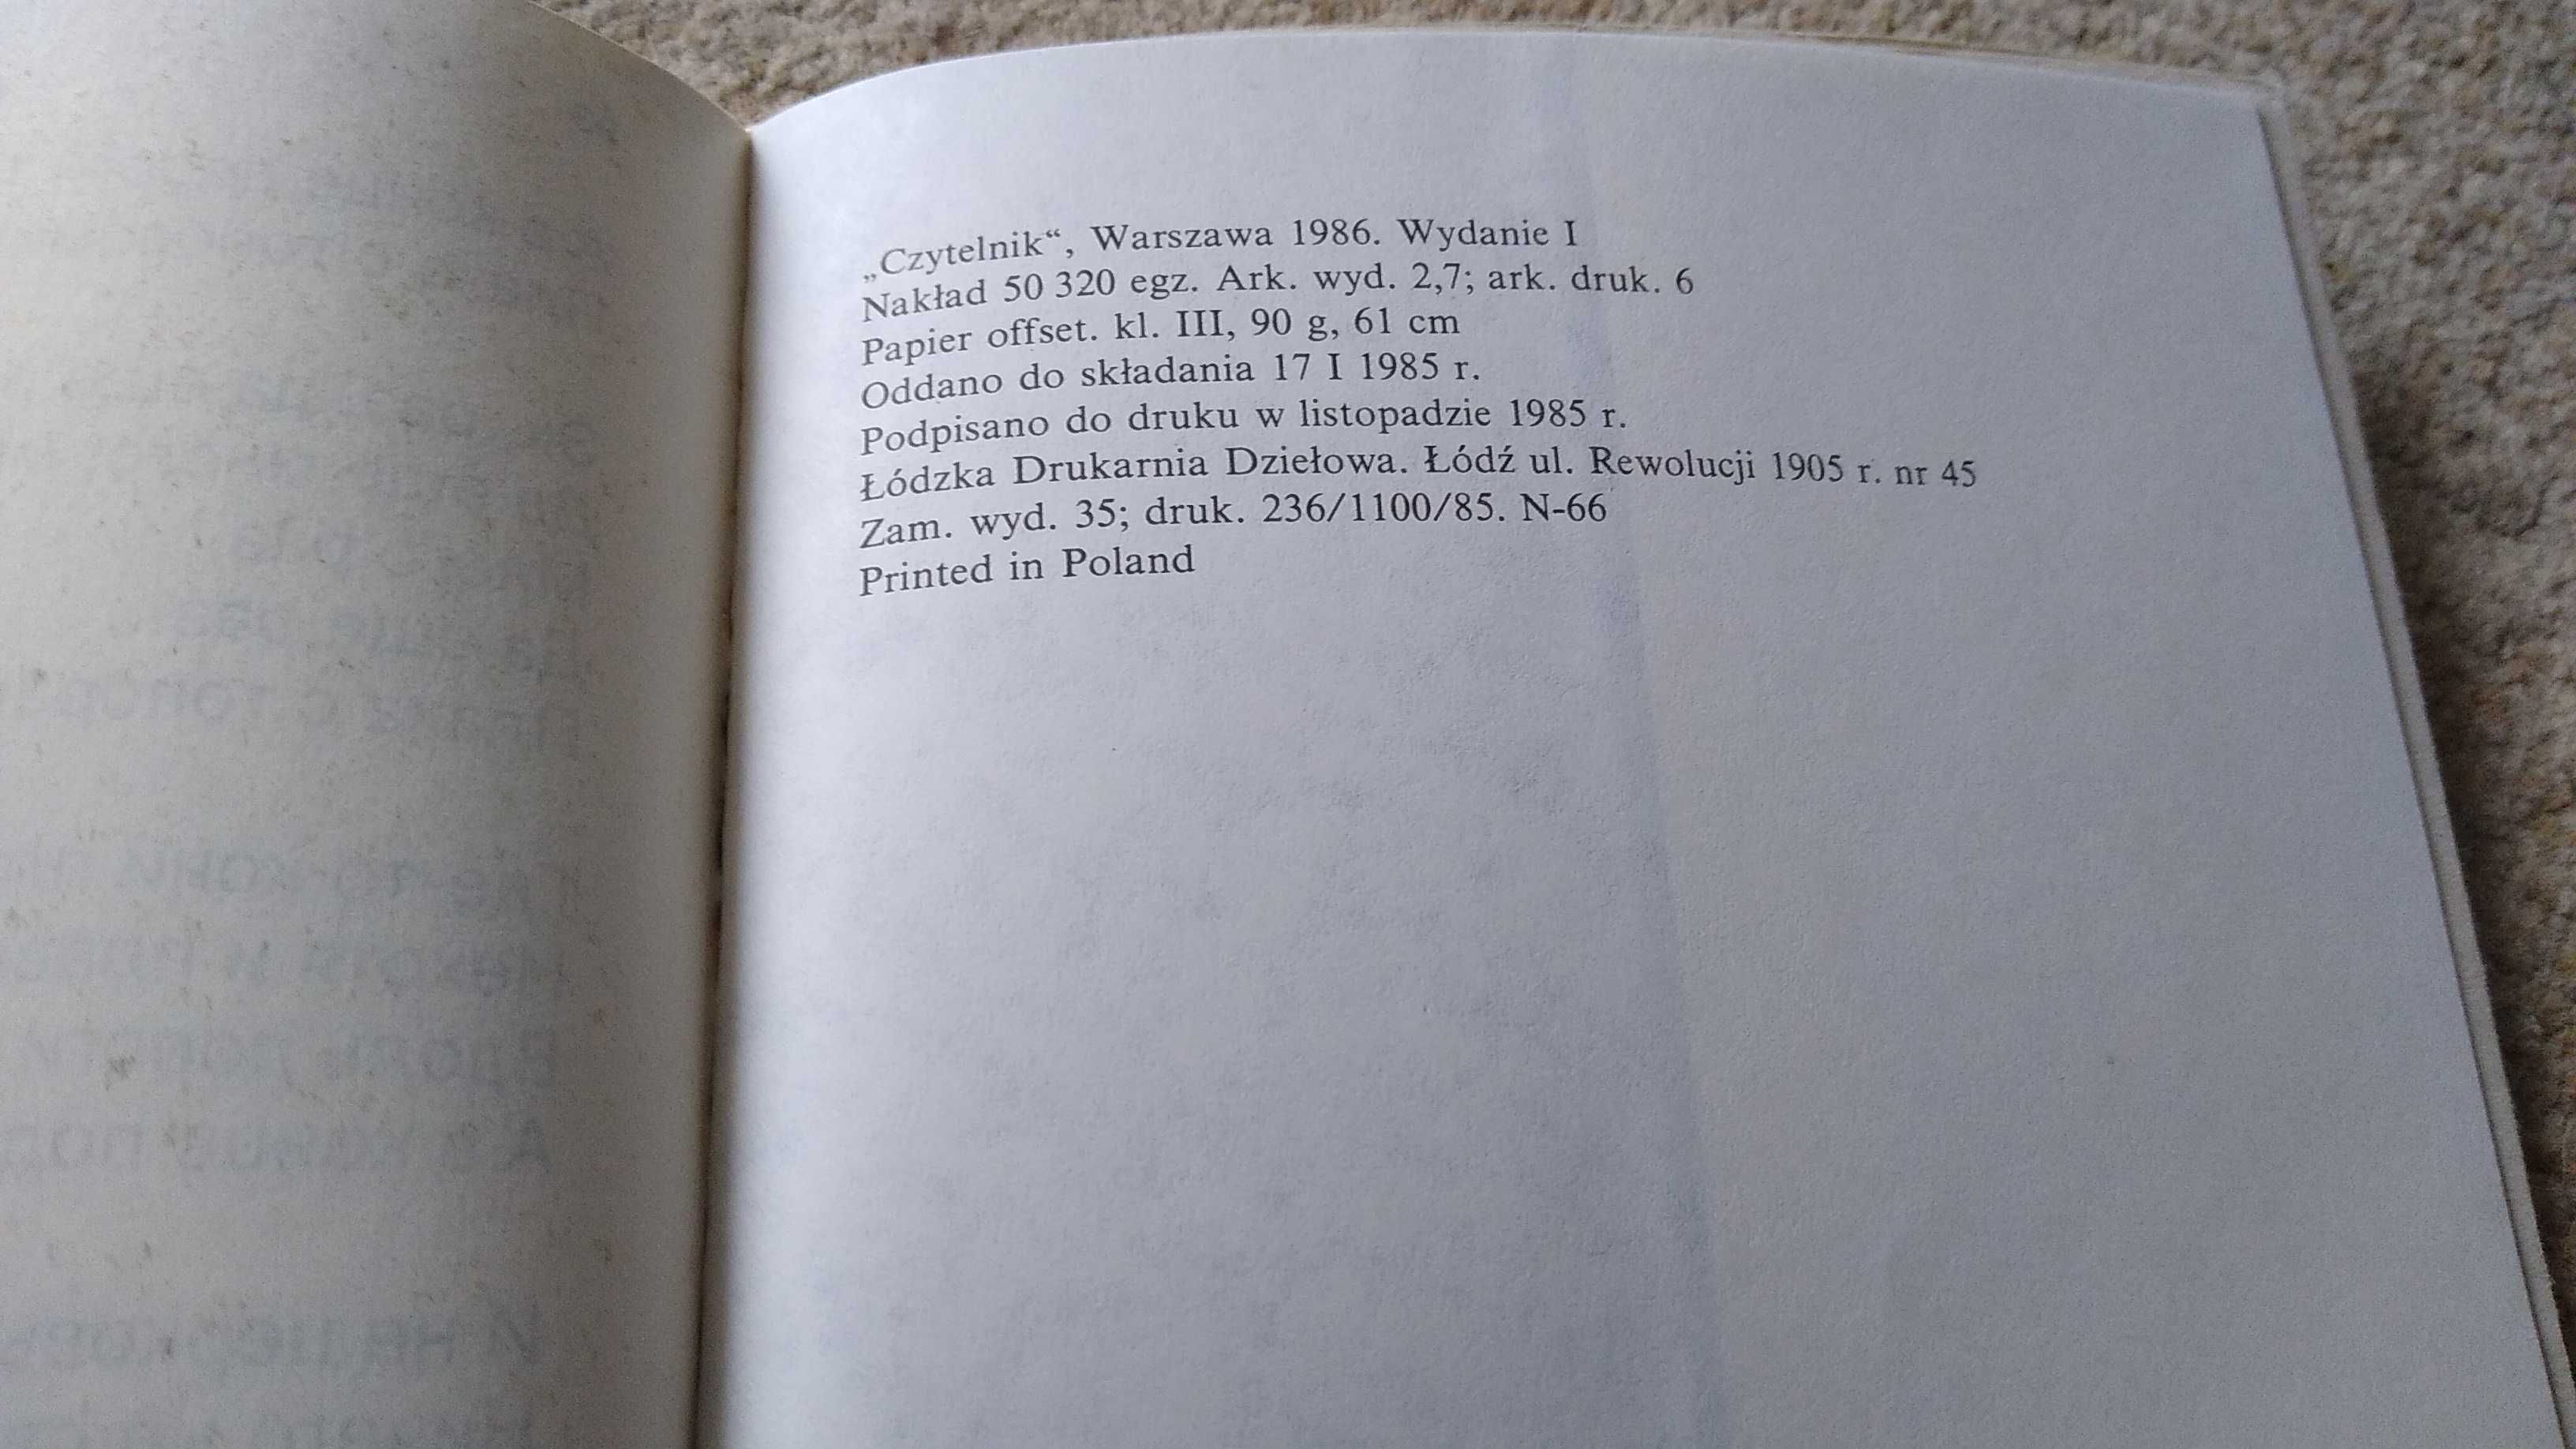 „Czytelnik“, Warszawa 1986. Wydanie I
Nakład 50 320 egz. Ark. wyd. 2,7; ark. druk. 6
Papier offset. kl. III, 90 g, 61 cm
Oddano do składania 17 I 1985 r.
Podpisano do druku w listopadzie 1985 r.
Łódzka Drukarnia Dziełowa. Łódź ul. Rewolucji 1905 r. nr 45
Zam. wyd. 35; druk. 236/1100/85. N-66
Printed in Poland